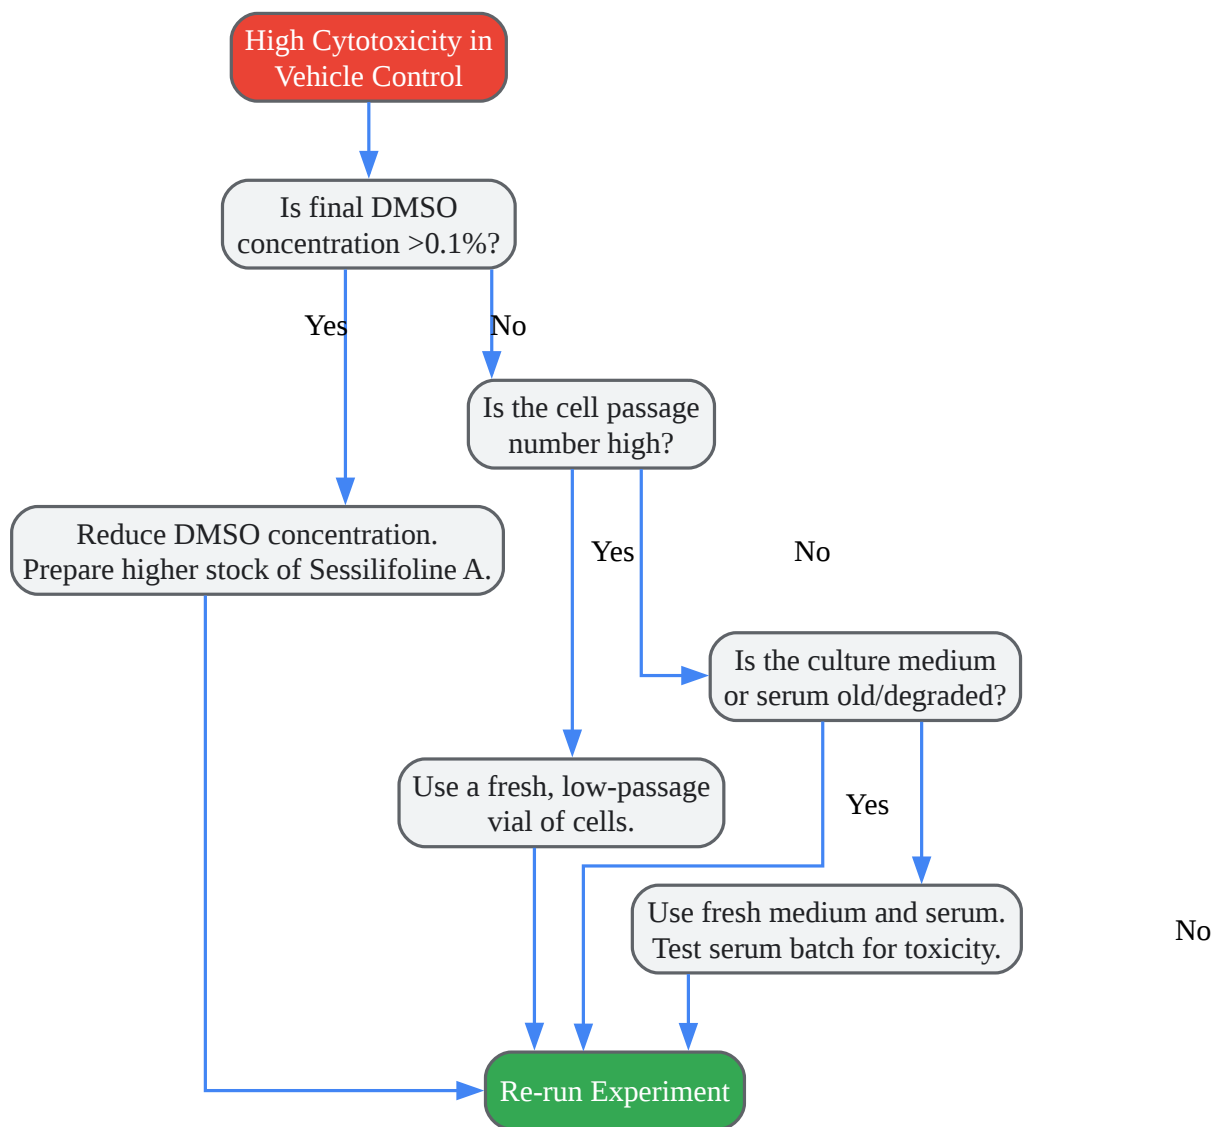 High Cytotoxicity in
Vehicle Control
Is final DMSO
concentration >0.1%?
Yes
No
Is the cell passage
number high?
Reduce DMSO concentration.
Prepare higher stock of Sessilifoline A.
Yes
No
Is the culture medium
or serum old/degraded?
Use a fresh, low-passage
vial of cells.
Yes
Use fresh medium and serum.
Test serum batch for toxicity.
No
Re-run Experiment